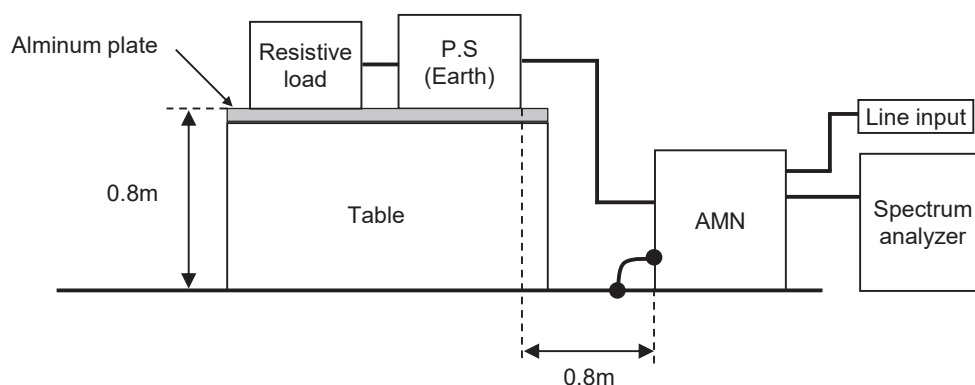 Alminum plate
Resistive
load
P.S
(Earth)
Line input
0.8m
Table
AMN
Spectrum
analyzer
0.8m